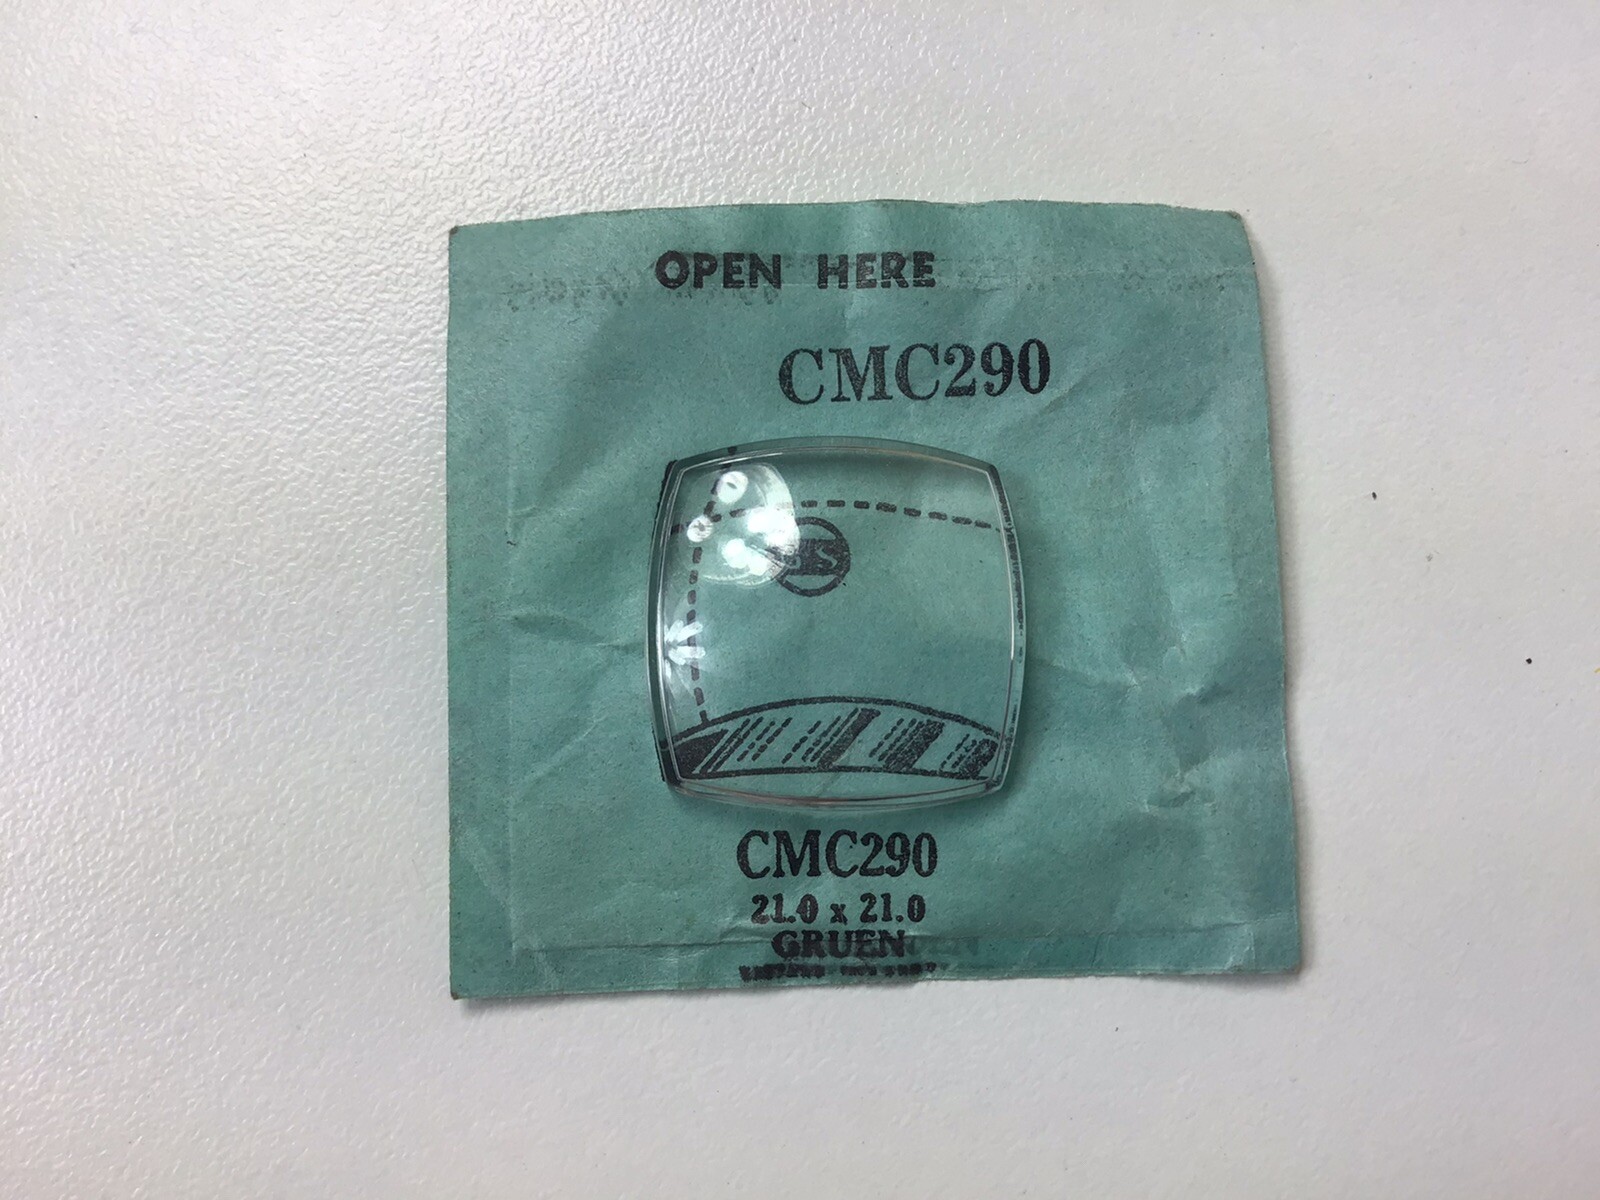 OPEN HERE
CMC290
CMC290
21.0 x 21.0
GRUEN